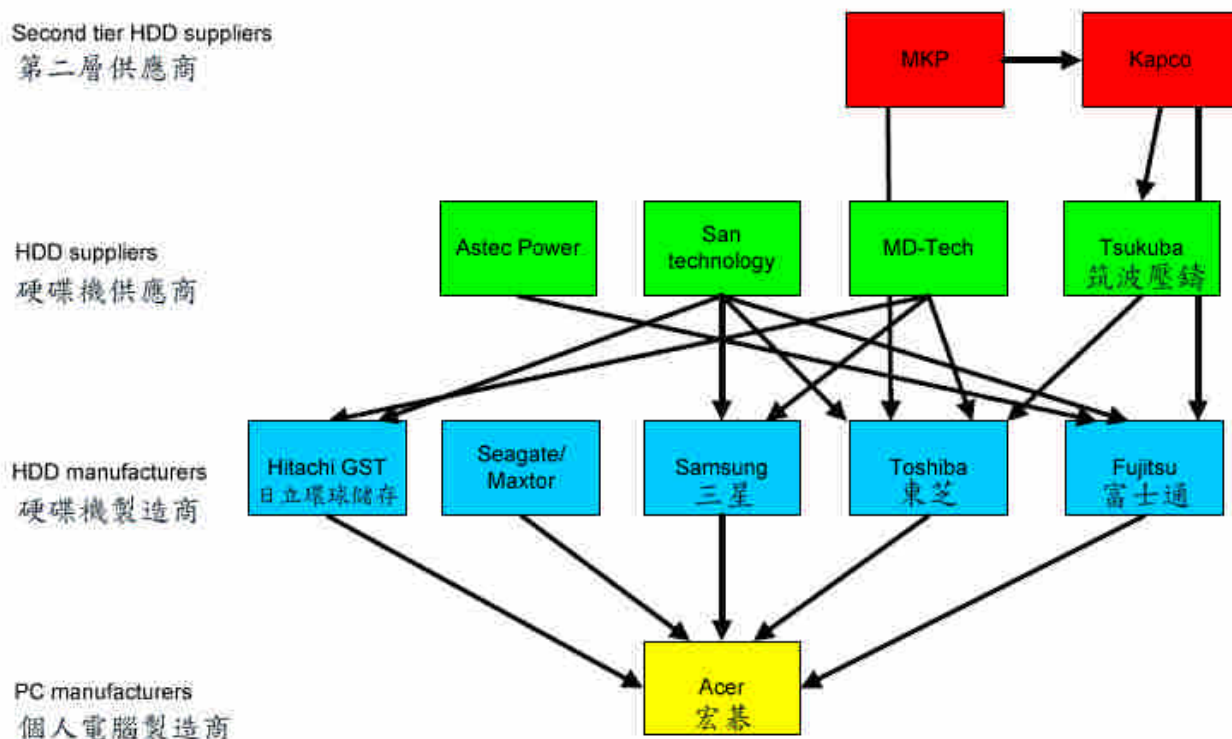 Second tier HDD suppliers
第二層供應商
MKP
Kapco
HDD suppliers
硬碟機供應商
Astec Power
San
technology
MD-Tech
Tsukuba
筑波壓鑄
HDD manufacturers
硬碟機製造商
Hitachi GST
日立環球儲存
Seagate/
Maxtor
Samsung
三星
Toshiba
東芝
Fujitsu
富士通
PC manufacturers
個人電腦製造商
Acer
宏碁